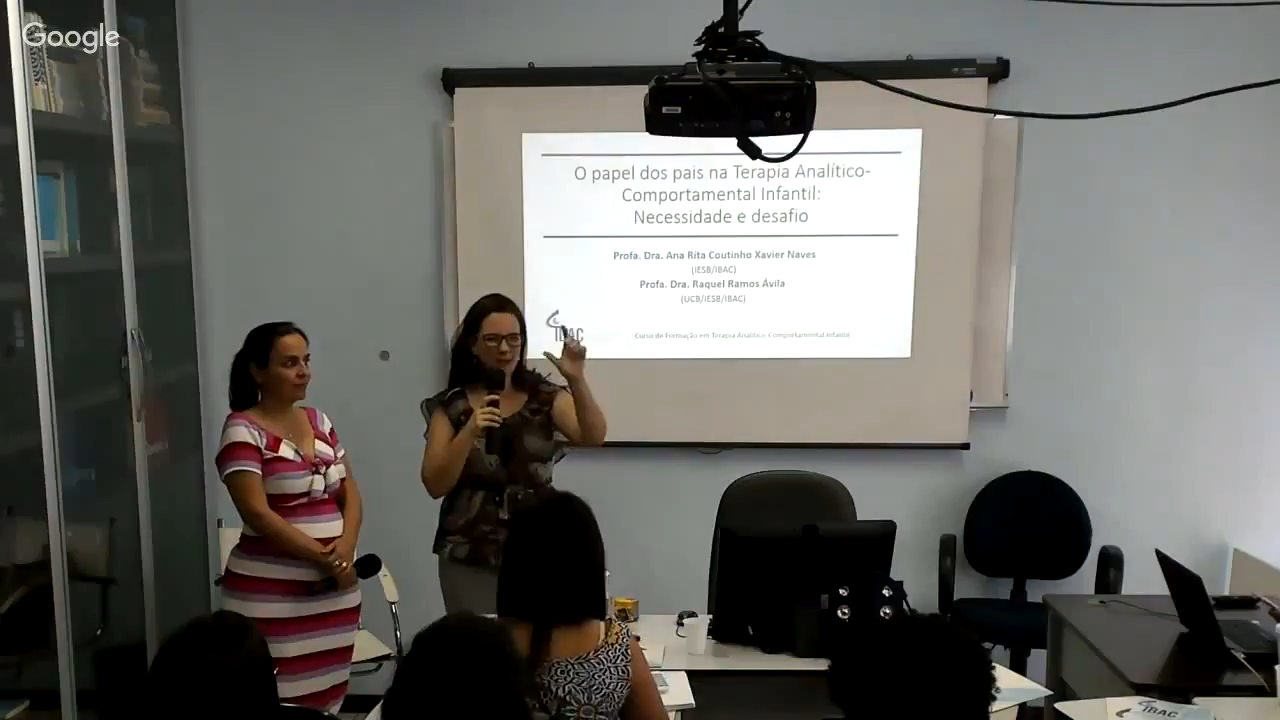 Google
O papel dos pais na Terapia Analítico-
Comportamental Infantil:
Necessidade e desafio
Profa. Dra. Ana Rita Coutinho Xavier Naves
(IESB/IBAC)
Profa. Dra. Raquel Ramos Ávila
(UCB/IESB/IBAC)
IBAC
Curso de Formação em Terapia Analítico-Comportamental Infantil
IBAC